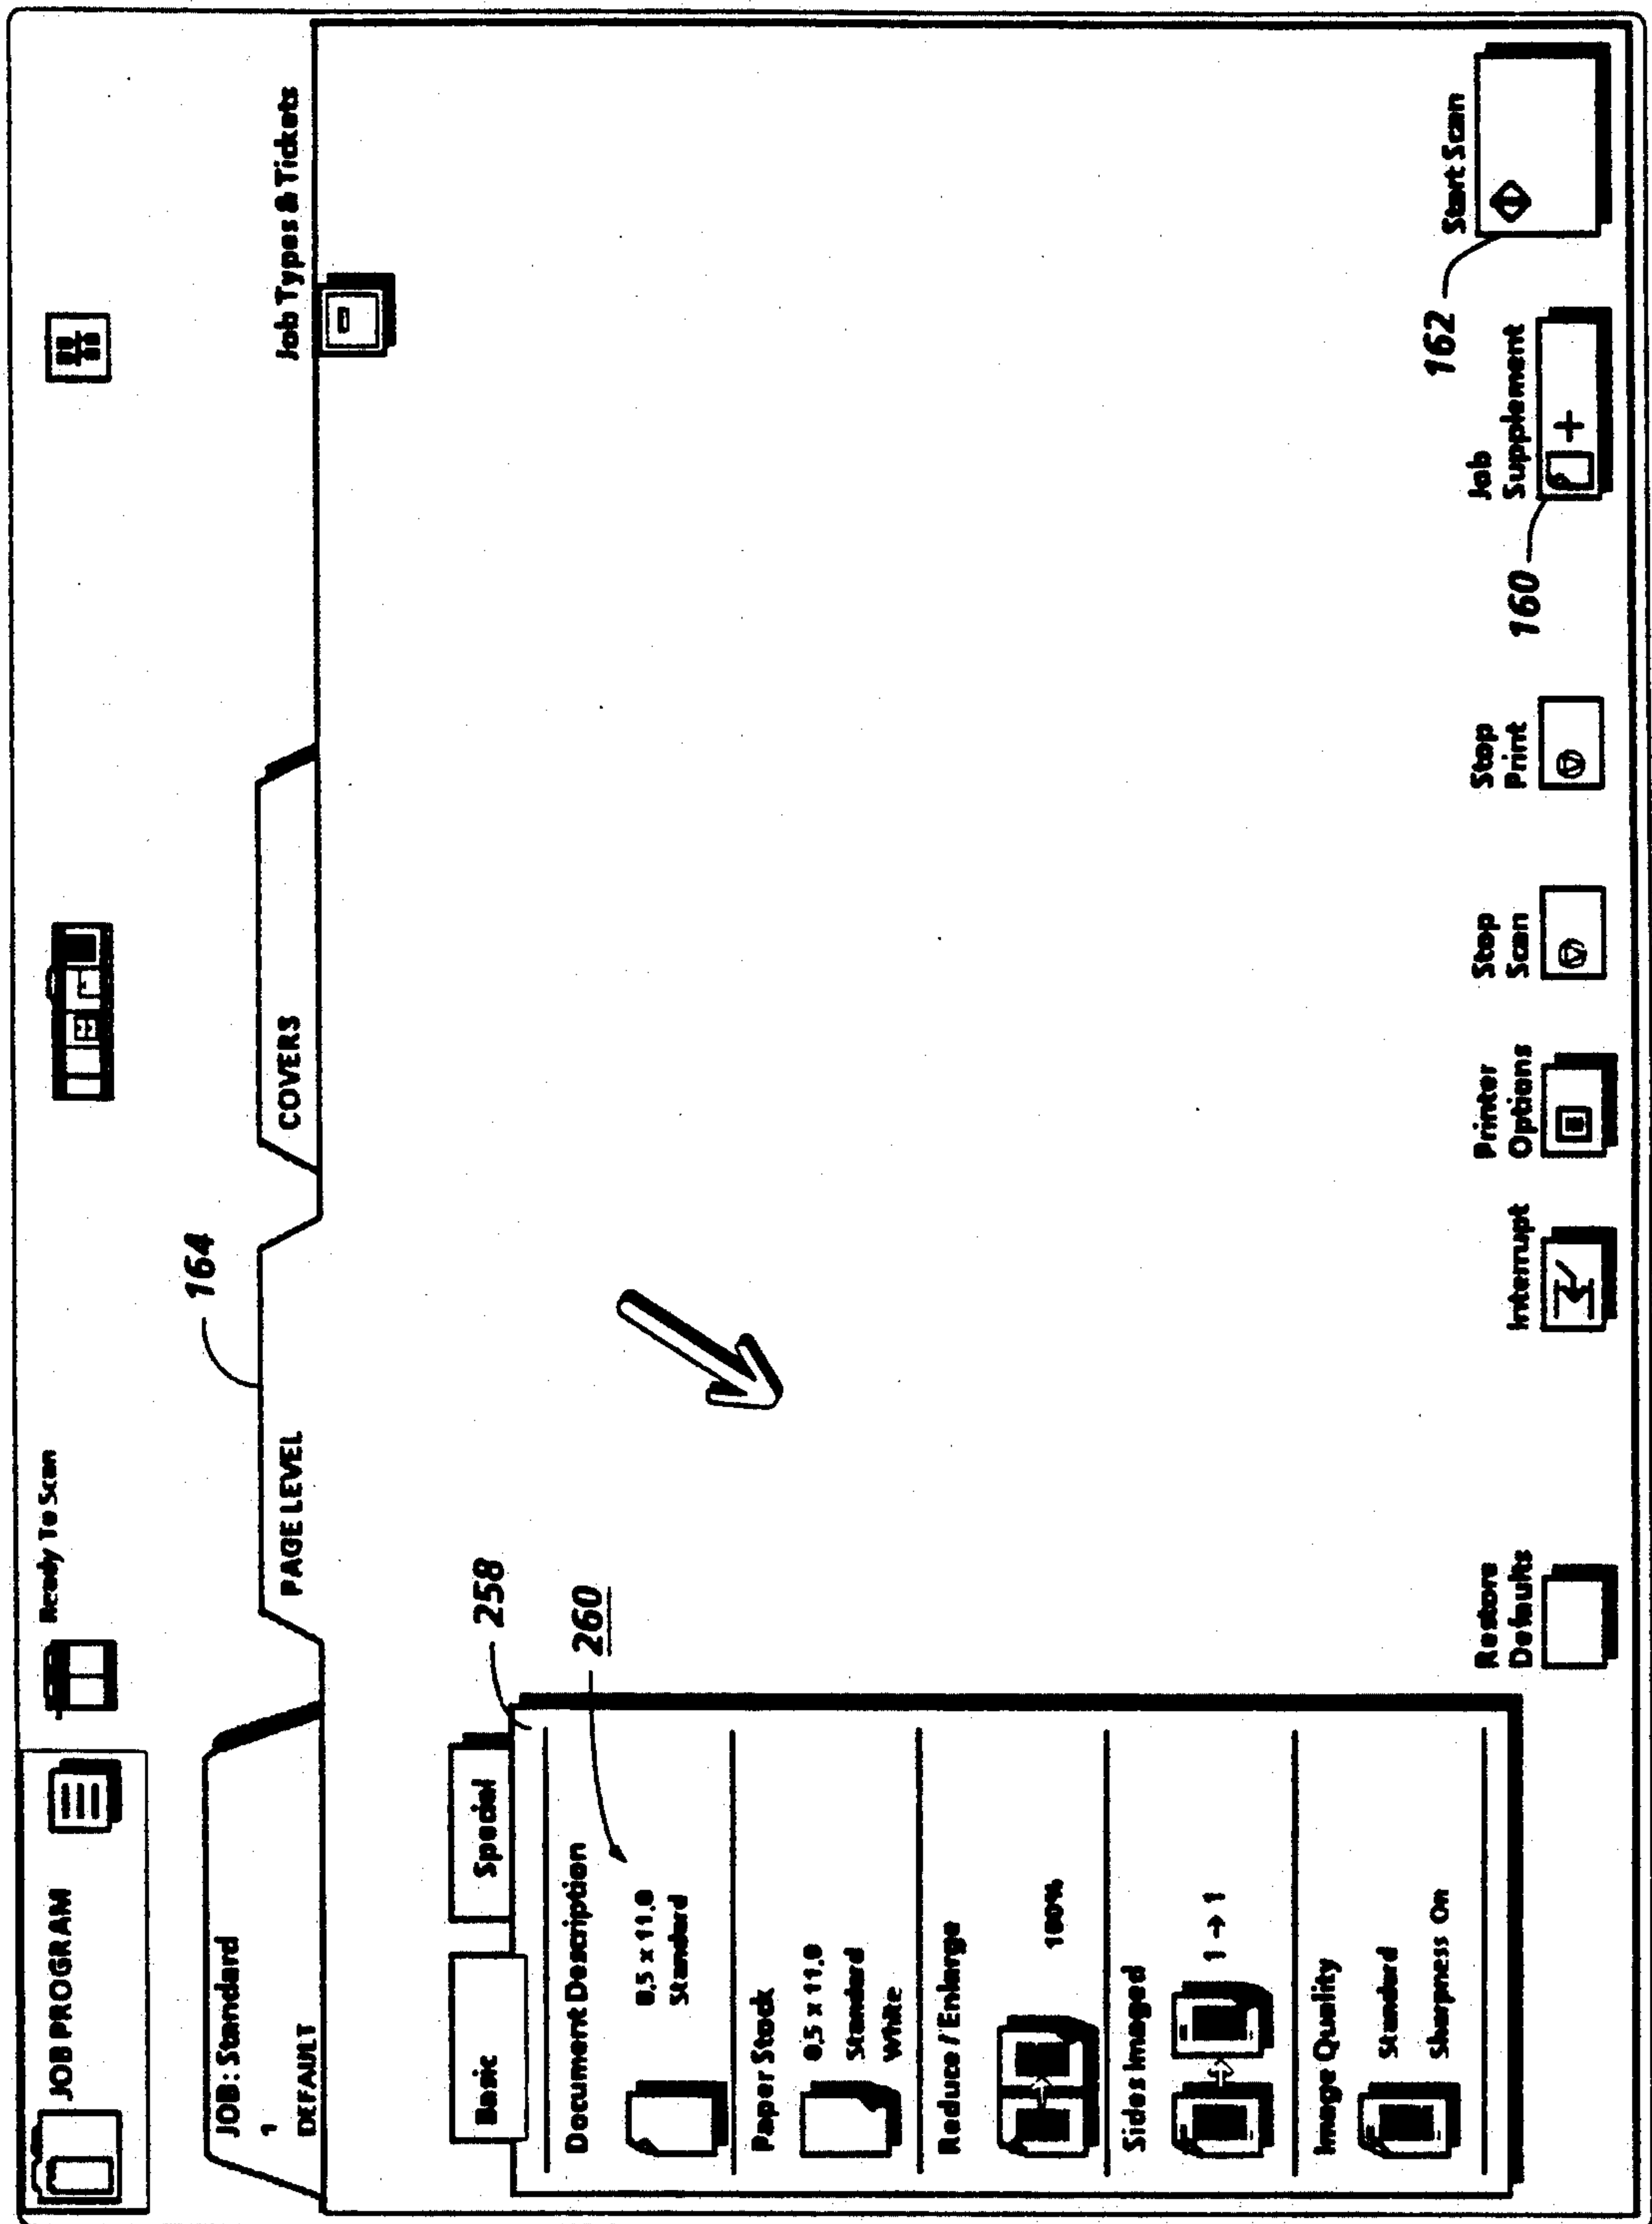 JOB PROGRAM
Ready To Scan
JOB: Standard
1
DEFAULT
164
PAGE LEVEL
COVERS
Job Types & Tickets
Basic
Special
258
Document Description
260
8.5 x 11.0
Standard
Paper Stock
8.5 x 11.0
Standard
White
Reduce / Enlarge
100%
Sides Imaged
1 → 1
Image Quality
Standard
Sharpness On
Restore
Defaults
Interrupt
Printer
Options
Stop
Scan
Stop
Print
160
Job
Supplement
162
Start Scan